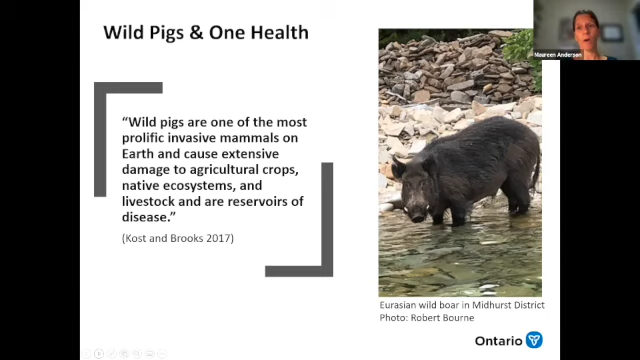 Wild Pigs & One Health
Maureen Anderson
“Wild pigs are one of the most
prolific invasive mammals on
Earth and cause extensive
damage to agricultural crops,
native ecosystems, and
livestock and are reservoirs of
disease.”
(Kost and Brooks 2017)
Eurasian wild boar in Midhurst District
Photo: Robert Bourne
Ontario